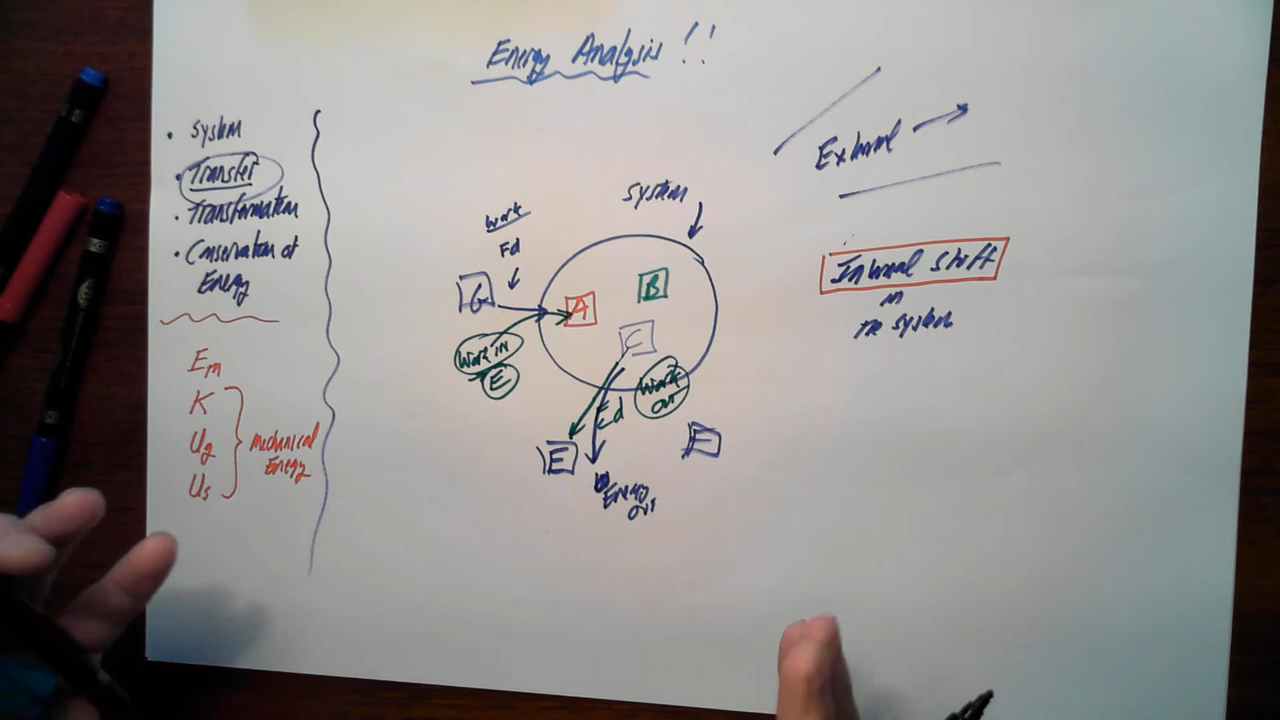 Energy Analysis !!
• System
• Transfer
• Transformation
• Conservation of
Energy
Em
K
Ug
Us
Mechanical
Energy
System
Work
Fd
G
A
B
C
Work in
E
Work
out
Fd
E
F
Energy
out
External
Internal stuff
in
the system